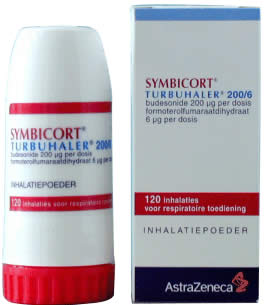 SYMBICORT®
TURBUHALER® 200/6
budesonide 200 µg per dosis
formoterolfumaraatdihydraat 6 µg per dosis
INHALATIEPOEDER
120 inhalaties
voor respiratoire toediening
SYMBICORT®
TURBUHALER® 200/6
budesonide 200 µg per dosis
formoterolfumaraatdihydraat
6 µg per dosis
120 inhalaties
voor respiratoire toediening
INHALATIEPOEDER
AstraZeneca